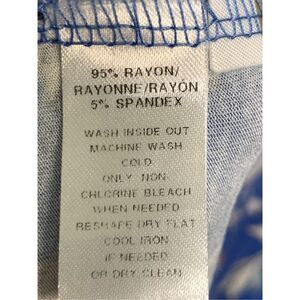 95% RAYON/
RAYONNE/RAYÓN
5% SPANDEX
WASH INSIDE OUT
MACHINE WASH
COLD
ONLY NON-
CHLORINE BLEACH
WHEN NEEDED
RESHAPE DRY FLAT
COOL IRON
IF NEEDED
OR DRY CLEAN